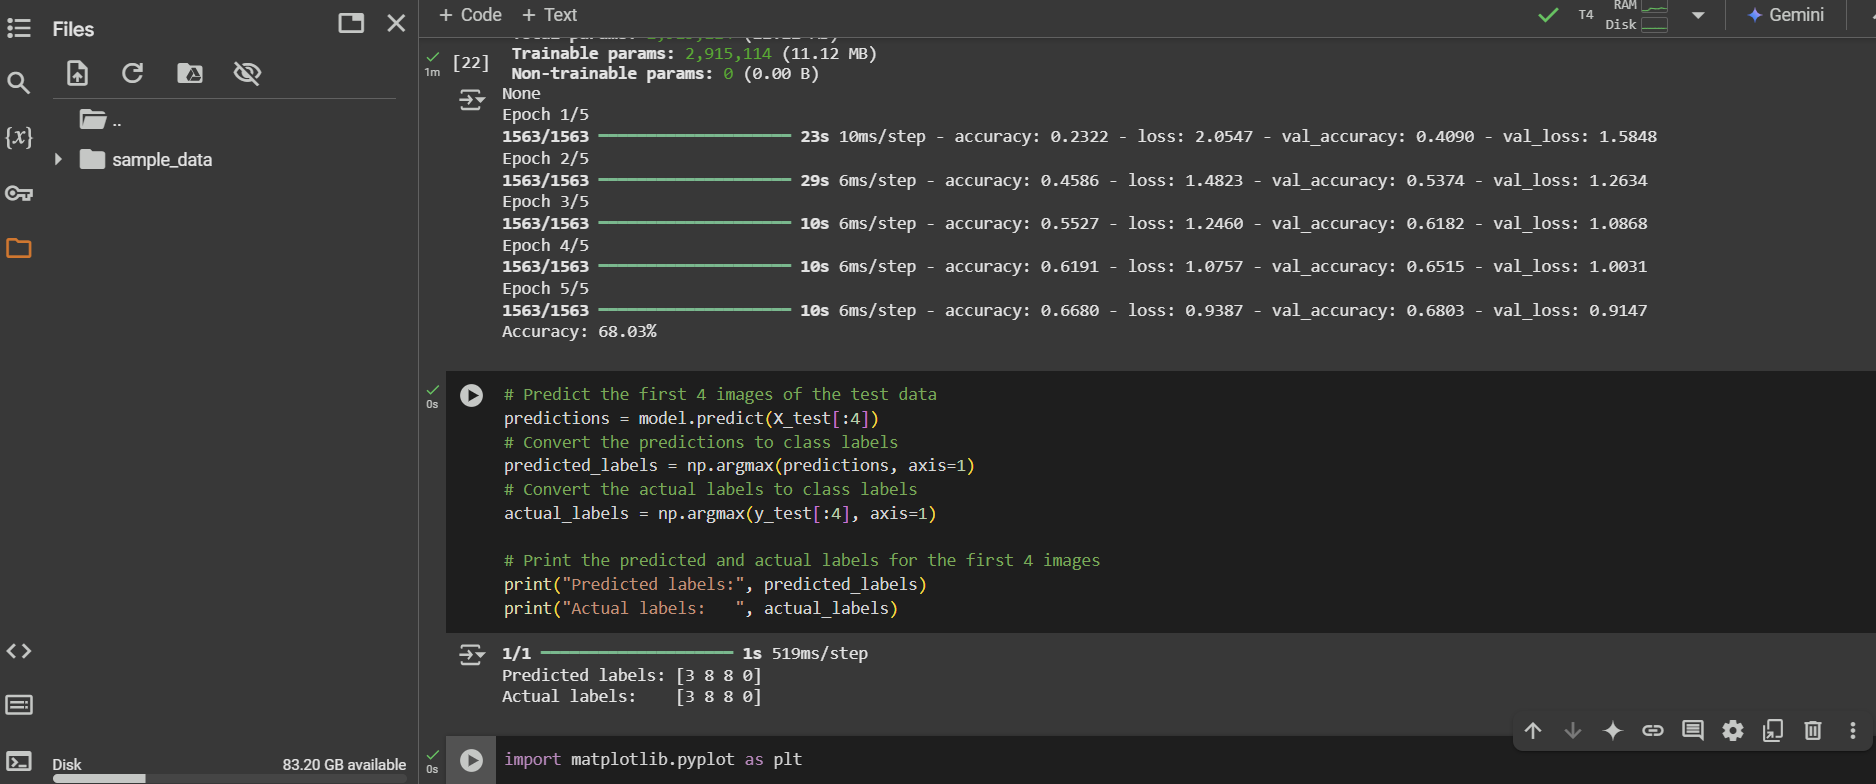 Files
..
sample_data
Disk
83.20 GB available
+ Code + Text
T4
RAM
Disk
Gemini
1m
[22]
Trainable params: 2,915,114 (11.12 MB)
Non-trainable params: 0 (0.00 B)
None
Epoch 1/5
1563/1563 23s 10ms/step - accuracy: 0.2322 - loss: 2.0547 - val_accuracy: 0.4090 - val_loss: 1.5848
Epoch 2/5
1563/1563 29s 6ms/step - accuracy: 0.4586 - loss: 1.4823 - val_accuracy: 0.5374 - val_loss: 1.2634
Epoch 3/5
1563/1563 10s 6ms/step - accuracy: 0.5527 - loss: 1.2460 - val_accuracy: 0.6182 - val_loss: 1.0868
Epoch 4/5
1563/1563 10s 6ms/step - accuracy: 0.6191 - loss: 1.0757 - val_accuracy: 0.6515 - val_loss: 1.0031
Epoch 5/5
1563/1563 10s 6ms/step - accuracy: 0.6680 - loss: 0.9387 - val_accuracy: 0.6803 - val_loss: 0.9147
Accuracy: 68.03%
0s
# Predict the first 4 images of the test data
predictions = model.predict(X_test[:4])
# Convert the predictions to class labels
predicted_labels = np.argmax(predictions, axis=1)
# Convert the actual labels to class labels
actual_labels = np.argmax(y_test[:4], axis=1)
# Print the predicted and actual labels for the first 4 images
print("Predicted labels:", predicted_labels)
print("Actual labels:   ", actual_labels)
1/1 1s 519ms/step
Predicted labels: [3 8 8 0]
Actual labels:    [3 8 8 0]
0s
import matplotlib.pyplot as plt